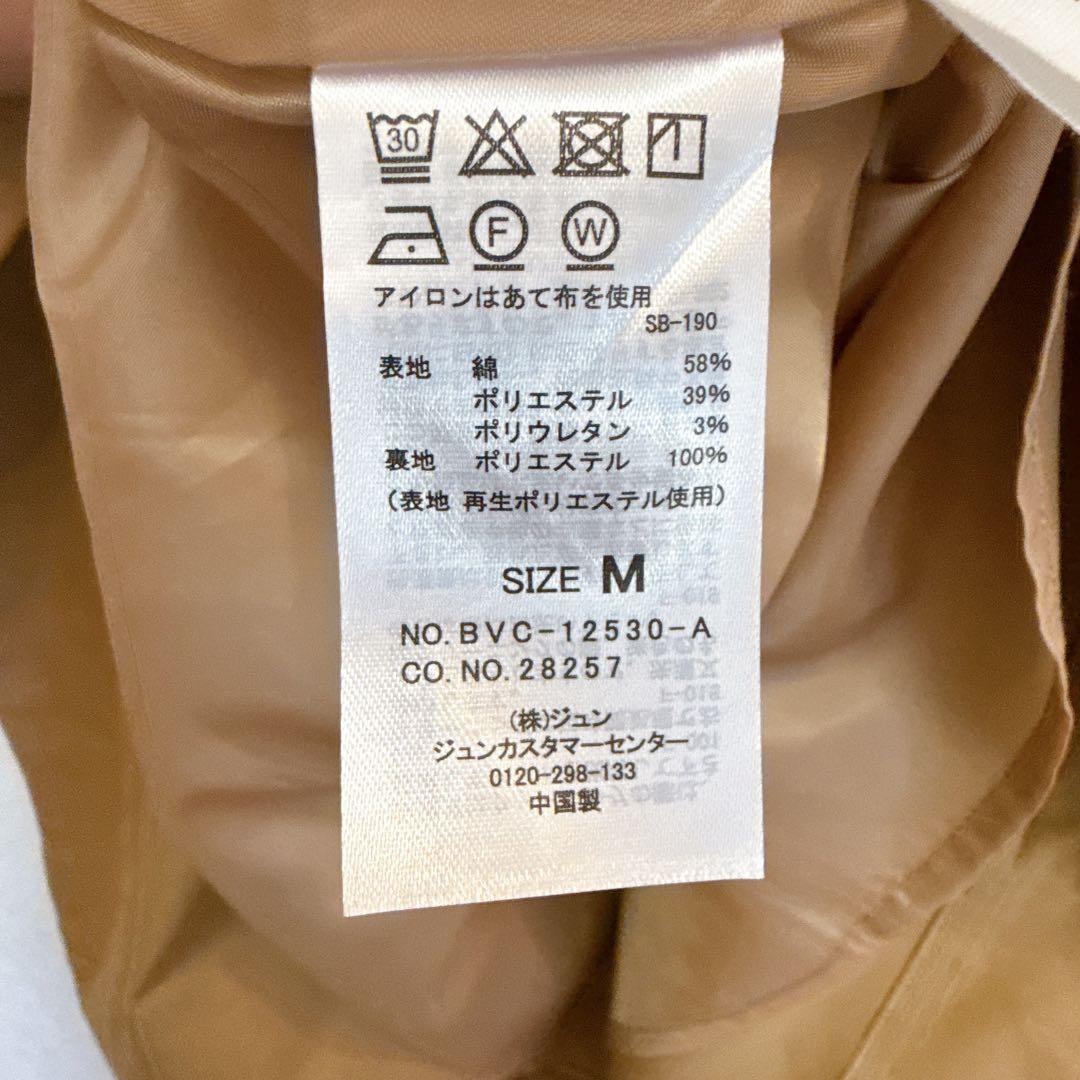 30
F W
アイロンはあて布を使用
SB-190
表地 綿 58%
ポリエステル 39%
ポリウレタン 3%
裏地 ポリエステル 100%
(表地 再生ポリエステル使用)
SIZE M
NO.BVC-12530-A
CO.NO.28257
(株)ジュン
ジュンカスタマーセンター
0120-298-133
中国製